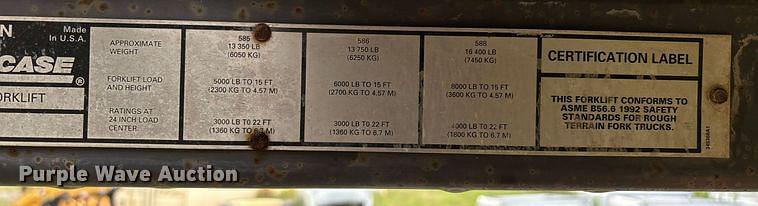 N
Made
In U.S.A.
CASE
®
ORKLIFT
APPROXIMATE
WEIGHT
FORKLIFT LOAD
AND HEIGHT
RATINGS AT
24 INCH LOAD
CENTER
585
13 350 LB
(6050 KG)
5000 LB TO 15 FT
(2300 KG TO 4.57 M)
3000 LB TO 22 FT
(1360 KG TO 6.7 M)
586
13 750 LB
(6250 KG)
6000 LB TO 15 FT
(2700 KG TO 4.57 M)
3000 LB TO 22 FT
(1360 KG TO 6.7 M)
588
16 400 LB
(7450 KG)
8000 LB TO 15 FT
(3600 KG TO 4.57 M)
4000 LB TO 22 FT
(1800 KG TO 6.7 M)
CERTIFICATION LABEL
THIS FORKLIFT CONFORMS TO
ASME B56.6 1992 SAFETY
STANDARDS FOR ROUGH
TERRAIN FORK TRUCKS.
Purple Wave Auction